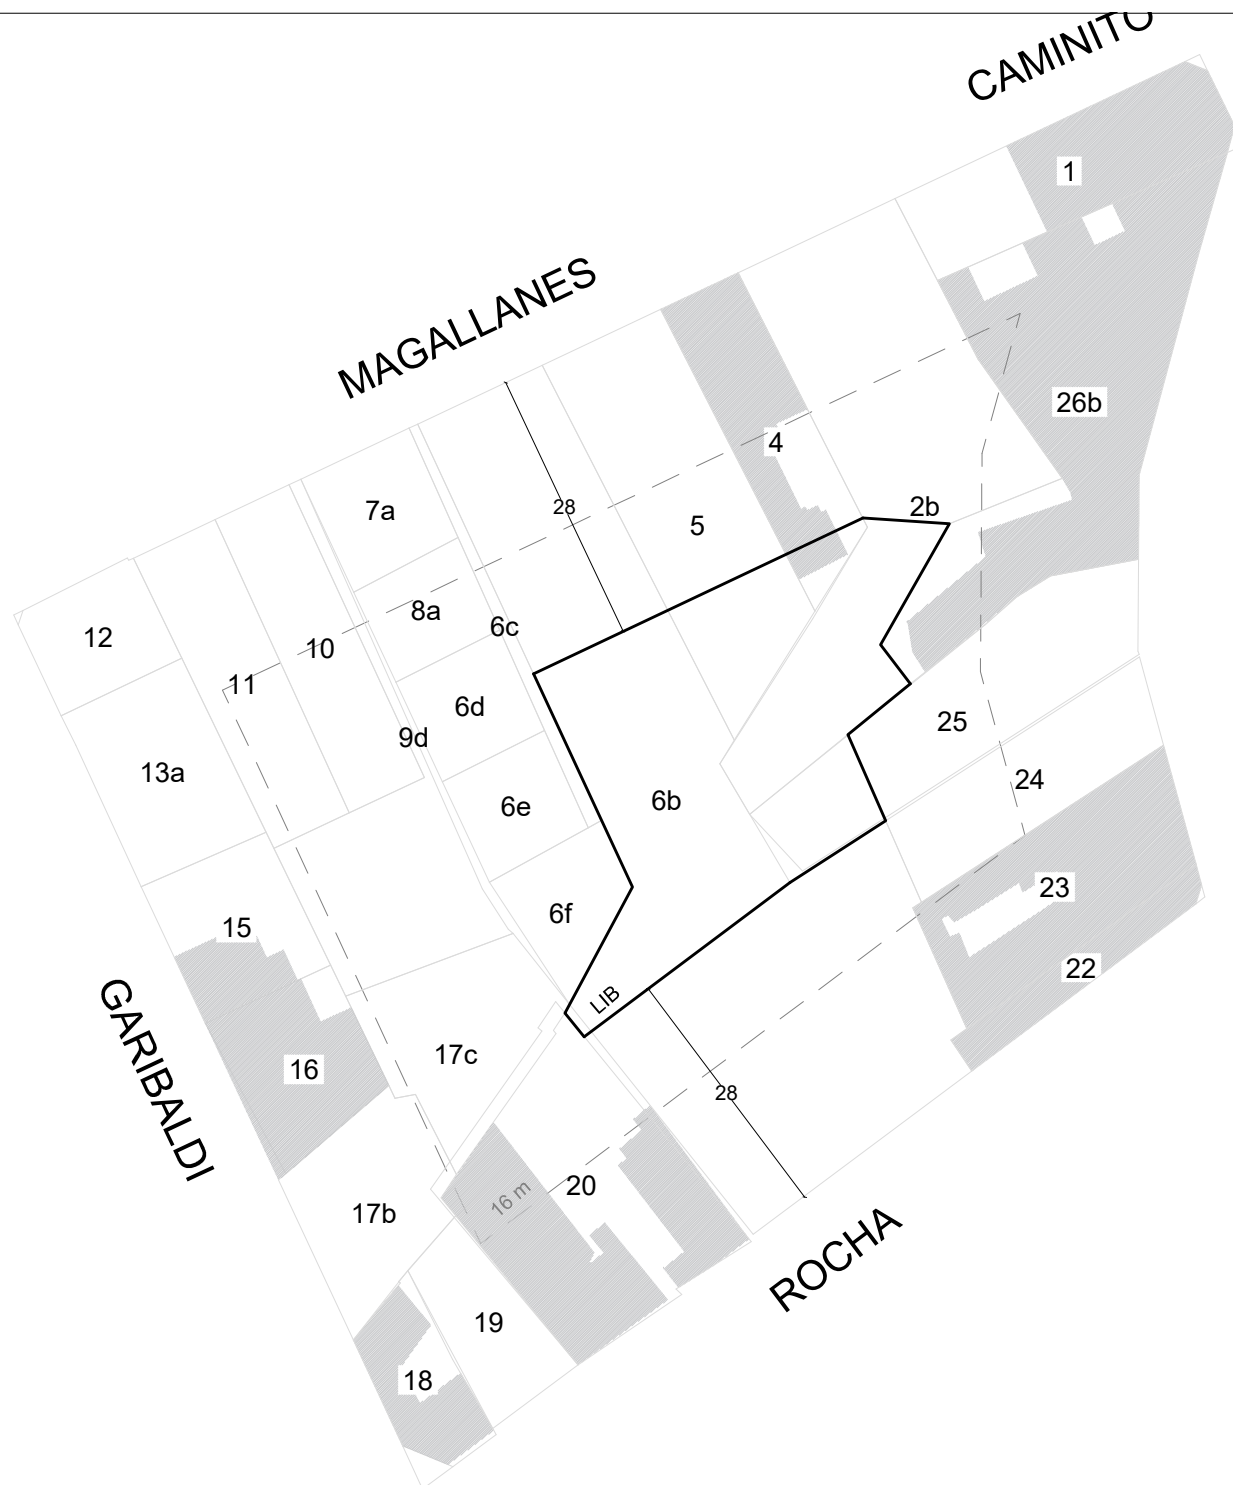 CAMINITO
1
MAGALLANES
26b
4
7a
28
2b
5
8a
6c
12
10
11
6d
25
9d
13a
24
6b
6e
23
6f
15
22
LIB
GARIBALDI
17c
16
28
20
16 m
17b
ROCHA
19
18